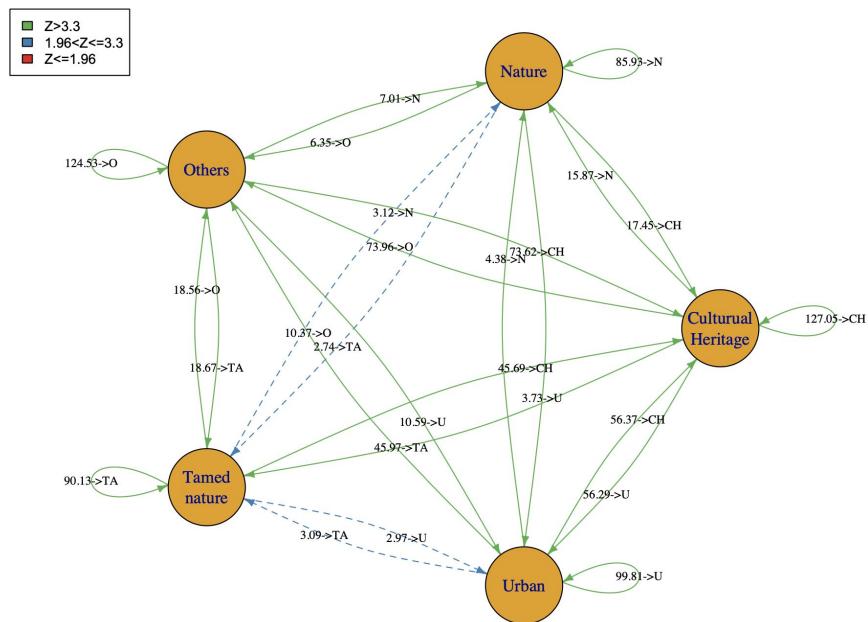 Z>3.3
1.96<Z<=3.3
Z<=1.96
Nature
85.93->N
7.01->N
6.35->O
124.53->O
Others
15.87->N
3.12->N
17.45->CH
73.96->O
4.38->N
73.62->CH
18.56->O
Culturual
Heritage
127.05->CH
10.37->O
2.74->TA
18.67->TA
45.69->CH
3.73->U
10.59->U
56.37->CH
45.97->TA
Tamed
nature
90.13->TA
56.29->U
3.09->TA
2.97->U
Urban
99.81->U